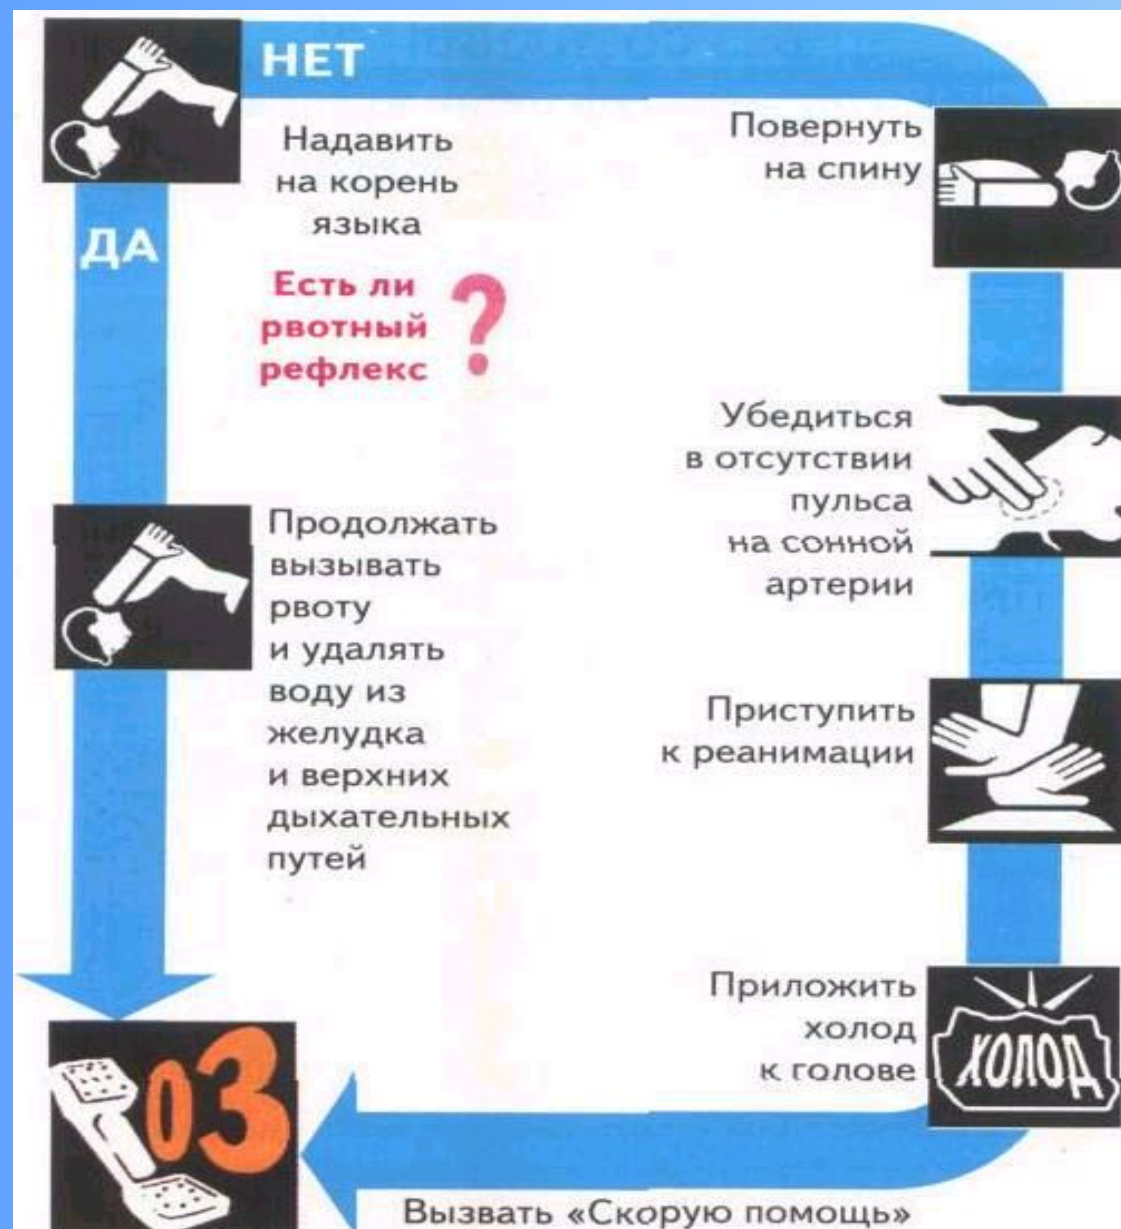 НЕТ
Надавить
на корень
языка
ДА
Есть ли
рвотный
рефлекс
?
Продолжать
вызывать
рвоту
и удалять
воду из
желудка
и верхних
дыхательных
путей
Повернуть
на спину
Убедиться
в отсутствии
пульса
на сонной
артерии
Приступить
к реанимации
Приложить
холод
к голове
ХОЛОД
03
Вызвать «Скорую помощь»